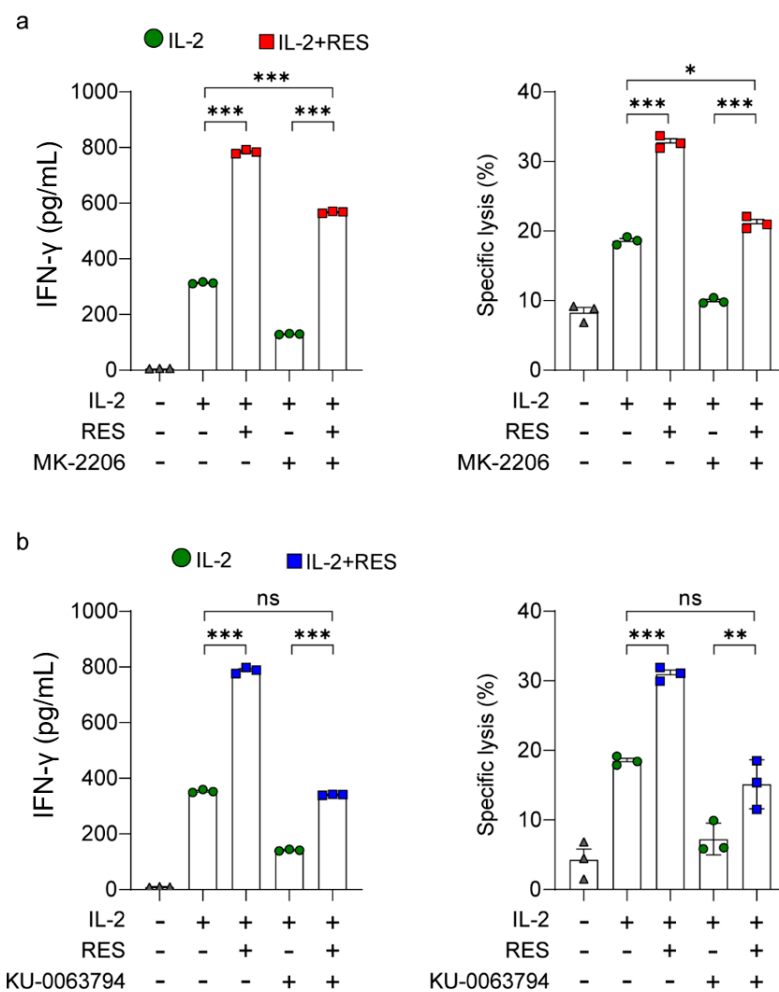 a
IL-2 IL-2+RES
IFN-γ (pg/mL)
1000
800
600
400
200
0
***
*** ***
IL-2 - + + + +
RES - - + - +
MK-2206 - - - + +
Specific lysis (%)
40
30
20
10
0
*
*** ***
IL-2 - + + + +
RES - - + - +
MK-2206 - - - + +
b
IL-2 IL-2+RES
IFN-γ (pg/mL)
1000
800
600
400
200
0
ns
*** ***
IL-2 - + + + +
RES - - + - +
KU-0063794 - - - + +
Specific lysis (%)
40
30
20
10
0
ns
*** **
IL-2 - + + + +
RES - - + - +
KU-0063794 - - - + +